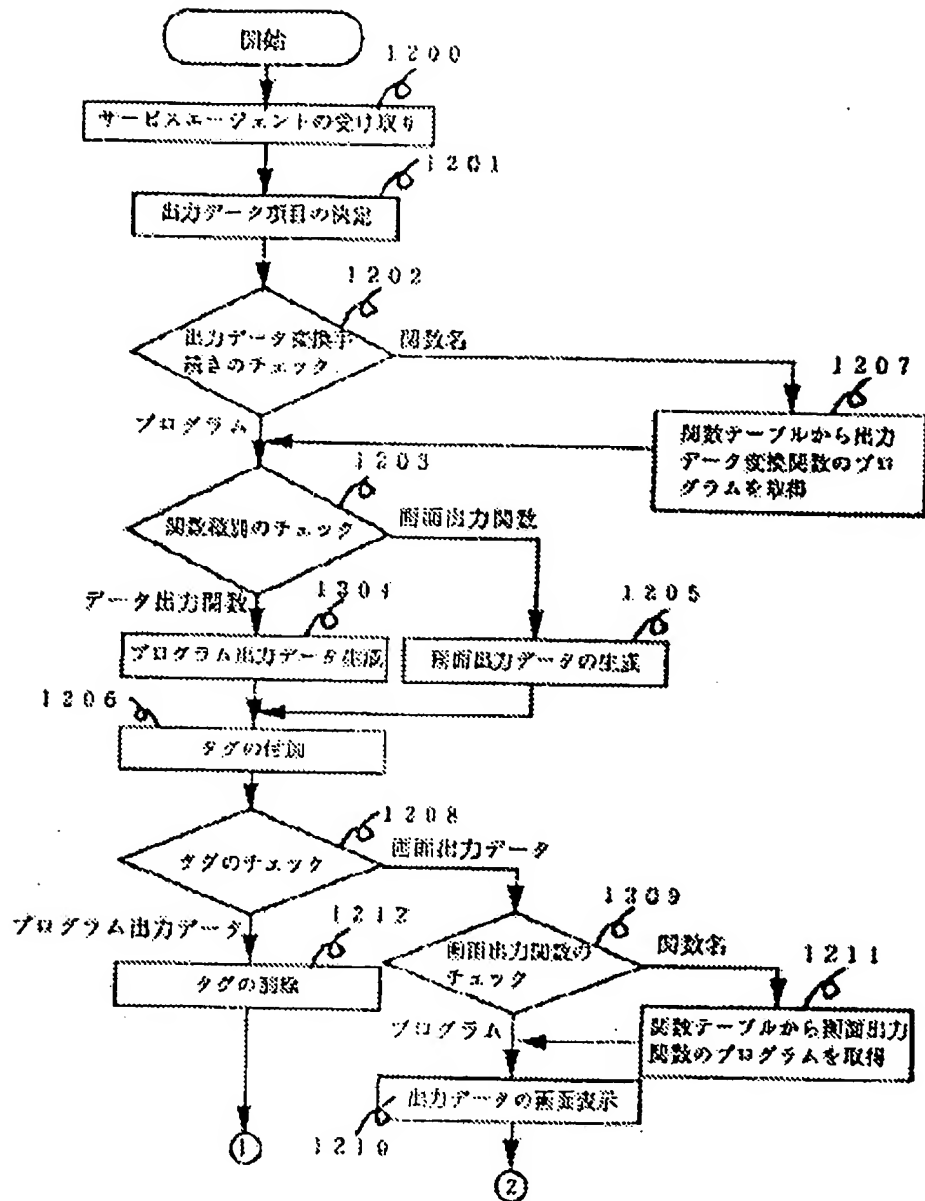 開始
1200
サービスエージェントの受け取り
1201
出力データ項目の決定
1202
出力データ変換手
続きのチェック
関数名
1207
関数テーブルから出力
データ変換関数のプロ
グラムを取得
プログラム
1203
関数種別のチェック
画面出力関数
データ出力関数
1204
プログラム出力データ生成
1205
画面出力データの生成
1206
タグの付加
1208
タグのチェック
画面出力データ
プログラム出力データ
1212
タグの削除
1209
画面出力関数の
チェック
関数名
1211
関数テーブルから画面出力
関数のプログラムを取得
プログラム
出力データの画面表示
1210
1
2